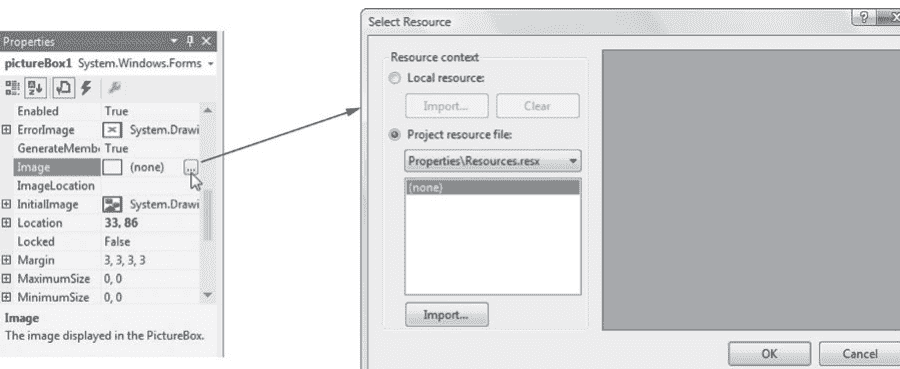 Properties
pictureBox1 System.Windows.Forms
Enabled True
ErrorImage System.Drawi
GenerateMemb True
Image (none) ...
ImageLocation
InitialImage System.Drawi
Location 33, 86
Locked False
Margin 3, 3, 3, 3
MaximumSize 0, 0
MinimumSize 0, 0
Image
The image displayed in the PictureBox.
Select Resource
Resource context
Local resource:
Import... Clear
Project resource file:
Properties\Resources.resx
(none)
Import...
OK Cancel